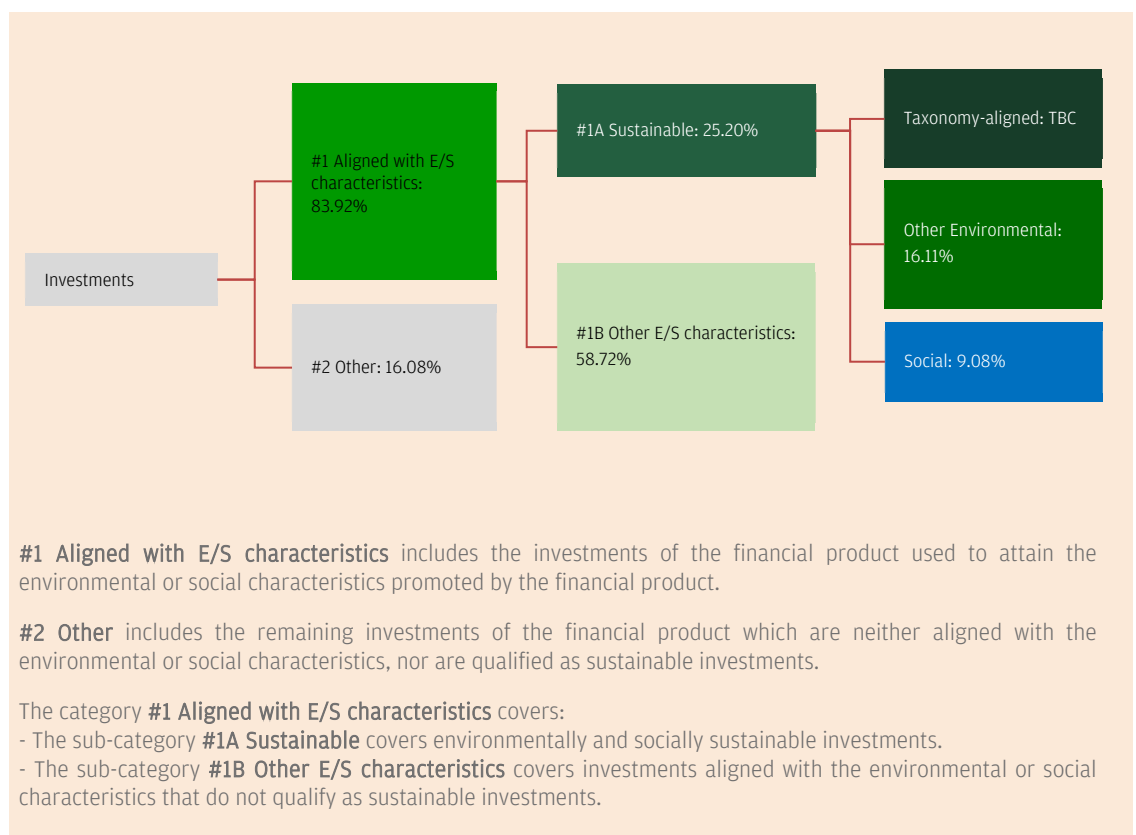 Investments
#1 Aligned with E/S
characteristics:
83.92%
#2 Other: 16.08%
#1A Sustainable: 25.20%
#1B Other E/S characteristics:
58.72%
Taxonomy-aligned: TBC
Other Environmental:
16.11%
Social: 9.08%
#1 Aligned with E/S characteristics includes the investments of the financial product used to attain the
environmental or social characteristics promoted by the financial product.
#2 Other includes the remaining investments of the financial product which are neither aligned with the
environmental or social characteristics, nor are qualified as sustainable investments.
The category #1 Aligned with E/S characteristics covers:
- The sub-category #1A Sustainable covers environmentally and socially sustainable investments.
- The sub-category #1B Other E/S characteristics covers investments aligned with the environmental or social
characteristics that do not qualify as sustainable investments.